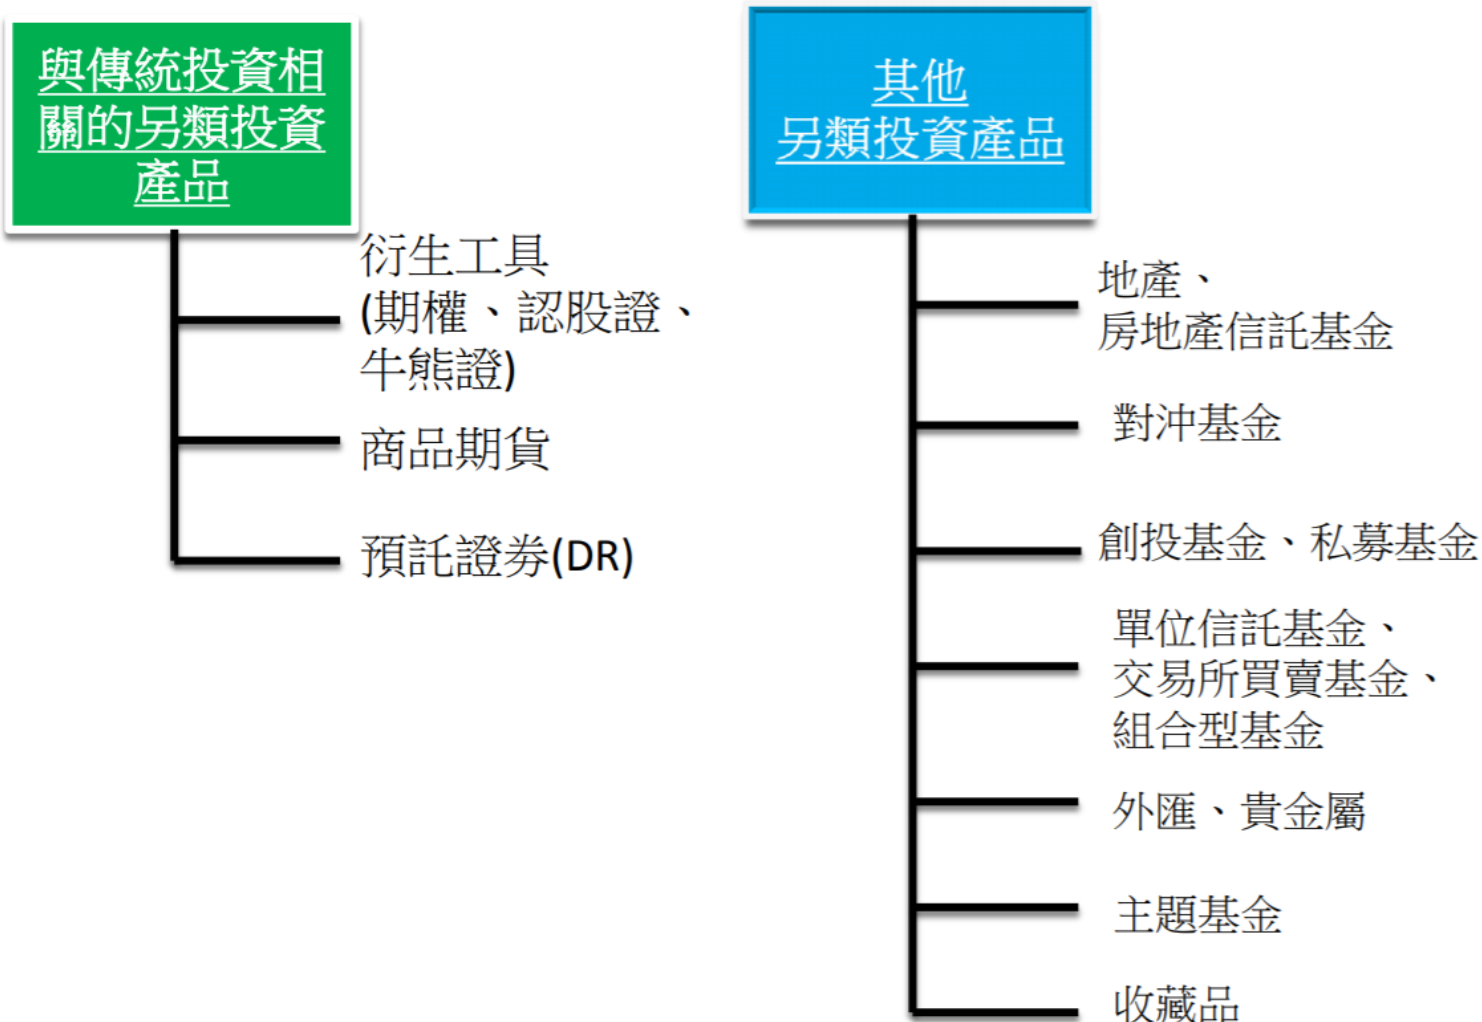 與傳統投資相
關的另類投資
產品
衍生工具
(期權、認股證、
牛熊證)
商品期貨
預託證券(DR)
其他
另類投資產品
地產、
房地產信託基金
對沖基金
創投基金、私募基金
單位信託基金、
交易所買賣基金、
組合型基金
外匯、貴金屬
主題基金
收藏品